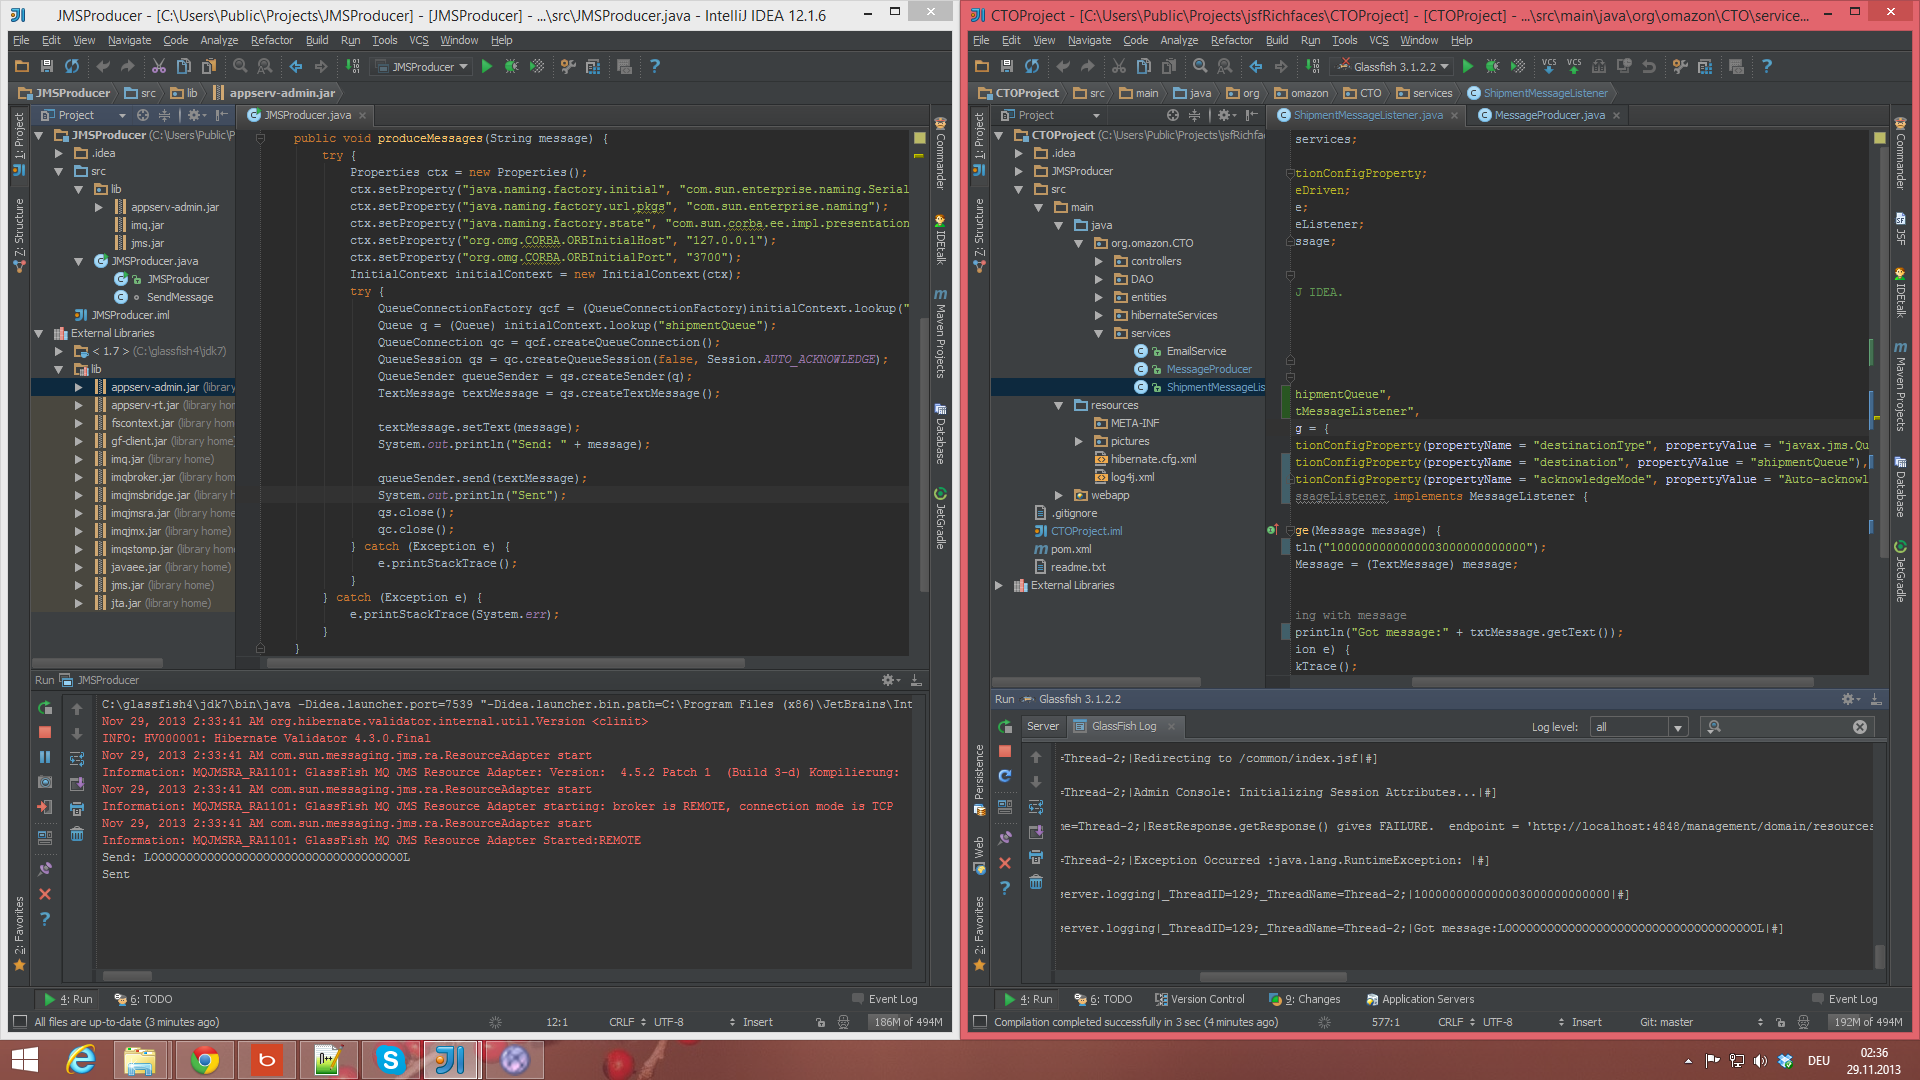 JMSProducer - [C:\Users\Public\Projects\JMSProducer] - [JMSProducer] - ...\src\JMSProducer.java - IntelliJ IDEA 12.1.6
File Edit View Navigate Code Analyze Refactor Build Run Tools VCS Window Help
JMSProducer
JMSProducer src lib appserv-admin.jar
1: Project
7: Structure
2: Favorites
Project
JMSProducer (C:\Users\Public\P
.idea
src
lib
appserv-admin.jar
imq.jar
jms.jar
JMSProducer.java
JMSProducer
SendMessage
JMSProducer.iml
External Libraries
< 1.7 > (C:\glassfish4\jdk7)
lib
appserv-admin.jar (library
appserv-rt.jar (library hor
fscontext.jar (library hor
gf-client.jar (library hom
imq.jar (library home)
imqbroker.jar (library hor
imqjmsbridge.jar (library h
imqjmsra.jar (library hom
imqjmx.jar (library home)
imqstomp.jar (library hom
javaee.jar (library home)
jms.jar (library home)
jta.jar (library home)
JMSProducer.java
public void produceMessages(String message) {
try {
Properties ctx = new Properties();
ctx.setProperty("java.naming.factory.initial", "com.sun.enterprise.naming.Serial
ctx.setProperty("java.naming.factory.url.pkgs", "com.sun.enterprise.naming");
ctx.setProperty("java.naming.factory.state", "com.sun.corba.ee.impl.presentation
ctx.setProperty("org.omg.CORBA.ORBInitialHost", "127.0.0.1");
ctx.setProperty("org.omg.CORBA.ORBInitialPort", "3700");
InitialContext initialContext = new InitialContext(ctx);
try {
QueueConnectionFactory qcf = (QueueConnectionFactory)initialContext.lookup("
Queue q = (Queue) initialContext.lookup("shipmentQueue");
QueueConnection qc = qcf.createQueueConnection();
QueueSession qs = qc.createQueueSession(false, Session.AUTO_ACKNOWLEDGE);
QueueSender queueSender = qs.createSender(q);
TextMessage textMessage = qs.createTextMessage();
textMessage.setText(message);
System.out.println("Send: " + message);
queueSender.send(textMessage);
System.out.println("Sent");
qs.close();
qc.close();
} catch (Exception e) {
e.printStackTrace();
}
} catch (Exception e) {
e.printStackTrace(System.err);
}
}
Commander
IDEtalk
Maven Projects
Database
JetGradle
Run JMSProducer
C:\glassfish4\jdk7\bin\java -Didea.launcher.port=7539 "-Didea.launcher.bin.path=C:\Program Files (x86)\JetBrains\Int
Nov 29, 2013 2:33:41 AM org.hibernate.validator.internal.util.Version <clinit>
INFO: HV000001: Hibernate Validator 4.3.0.Final
Nov 29, 2013 2:33:41 AM com.sun.messaging.jms.ra.ResourceAdapter start
Information: MQJMSRA_RA1101: GlassFish MQ JMS Resource Adapter: Version: 4.5.2 Patch 1 (Build 3-d) Kompilierung:
Nov 29, 2013 2:33:41 AM com.sun.messaging.jms.ra.ResourceAdapter start
Information: MQJMSRA_RA1101: GlassFish MQ JMS Resource Adapter starting: broker is REMOTE, connection mode is TCP
Nov 29, 2013 2:33:41 AM com.sun.messaging.jms.ra.ResourceAdapter start
Information: MQJMSRA_RA1101: GlassFish MQ JMS Resource Adapter Started:REMOTE
Send: LOOOOOOOOOOOOOOOOOOOOOOOOOOOOOOOOOOOOL
Sent
4: Run 6: TODO Event Log
All files are up-to-date (3 minutes ago) 12:1 CRLF UTF-8 Insert 186M of 494M
CTOProject - [C:\Users\Public\Projects\jsfRichfaces\CTOProject] - [CTOProject] - ...\src\main\java\org\omazon\CTO\service...
File Edit View Navigate Code Analyze Refactor Build Run Tools VCS Window Help
Glassfish 3.1.2.2
CTOProject src main java org omazon CTO services ShipmentMessageListener
1: Project
7: Structure
Persistence
Web
2: Favorites
Project
CTOProject (C:\Users\Public\Projects\jsfRichfa
.idea
JMSProducer
src
main
java
org.omazon.CTO
controllers
DAO
entities
hibernateServices
services
EmailService
MessageProducer
ShipmentMessageLis
resources
META-INF
pictures
hibernate.cfg.xml
log4j.xml
webapp
.gitignore
CTOProject.iml
pom.xml
readme.txt
External Libraries
ShipmentMessageListener.java MessageProducer.java
services;
tionConfigProperty;
eDriven;
e;
eListener;
ssage;
J IDEA.
hipmentQueue",
tMessageListener",
g = {
tionConfigProperty(propertyName = "destinationType", propertyValue = "javax.jms.Qu
tionConfigProperty(propertyName = "destination", propertyValue = "shipmentQueue"),
tionConfigProperty(propertyName = "acknowledgeMode", propertyValue = "Auto-acknowl
ssageListener implements MessageListener {
ge(Message message) {
tln("1000000000000003000000000000");
Message = (TextMessage) message;
ing with message
println("Got message:" + txtMessage.getText());
ion e) {
kTrace();
Commander
JSF
IDEtalk
Maven Projects
Database
JetGradle
Run Glassfish 3.1.2.2
Server GlassFish Log Log level: all
=Thread-2;|Redirecting to /common/index.jsf|#]
=Thread-2;|Admin Console: Initializing Session Attributes...|#]
ne=Thread-2;|RestResponse.getResponse() gives FAILURE. endpoint = 'http://localhost:4848/management/domain/resources
=Thread-2;|Exception Occurred :java.lang.RuntimeException: |#]
server.logging|_ThreadID=129;_ThreadName=Thread-2;|1000000000000003000000000000|#]
server.logging|_ThreadID=129;_ThreadName=Thread-2;|Got message:LOOOOOOOOOOOOOOOOOOOOOOOOOOOOOOOOOOOOL|#]
4: Run 6: TODO Version Control 9: Changes Application Servers Event Log
Compilation completed successfully in 3 sec (4 minutes ago) 577:1 CRLF UTF-8 Insert Git: master 192M of 494M
DEU
02:36
29.11.2013